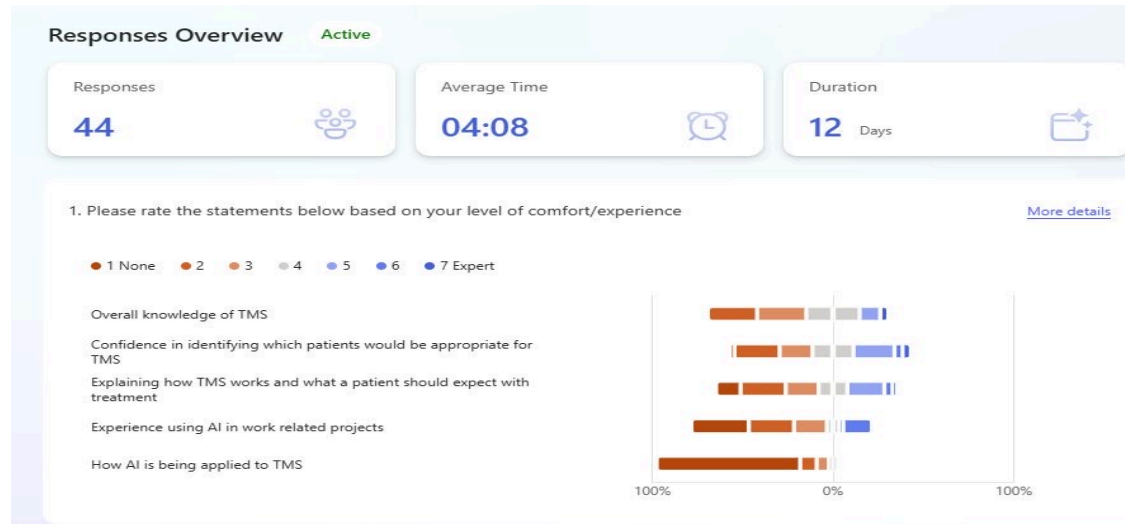 Responses Overview Active
Responses
44
Average Time
04:08
Duration
12 Days
1. Please rate the statements below based on your level of comfort/experience
More details
1 None 2 3 4 5 6 7 Expert
Overall knowledge of TMS
Confidence in identifying which patients would be appropriate for
TMS
Explaining how TMS works and what a patient should expect with
treatment
Experience using AI in work related projects
How AI is being applied to TMS
100% 0% 100%